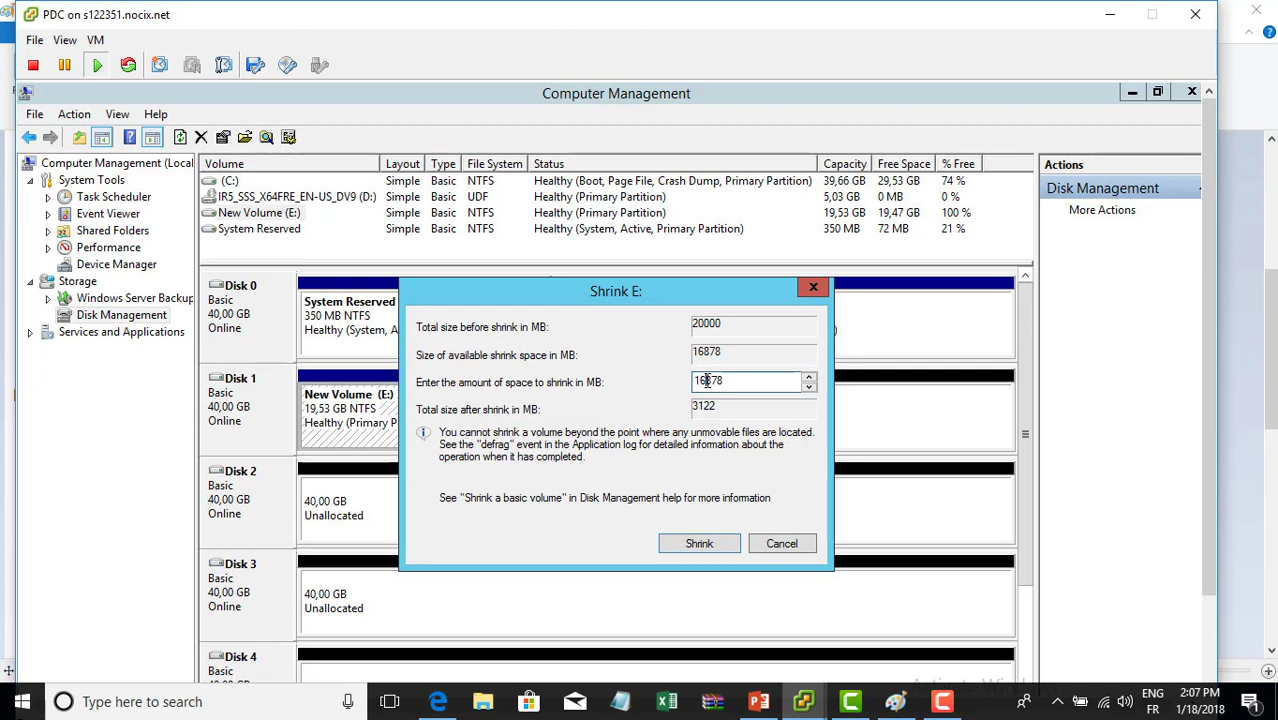 PDC on s122351.nocix.net
File View VM
Computer Management
File Action View Help
Computer Management (Local
System Tools
Task Scheduler
Event Viewer
Shared Folders
Performance
Device Manager
Storage
Windows Server Backup
Disk Management
Services and Applications
Volume Layout Type File System Status Capacity Free Space % Free
(C:) Simple Basic NTFS Healthy (Boot, Page File, Crash Dump, Primary Partition) 39,66 GB 29,53 GB 74 %
IR5_SSS_X64FRE_EN-US_DV9 (D:) Simple Basic UDF Healthy (Primary Partition) 5,03 GB 0 MB 0 %
New Volume (E:) Simple Basic NTFS Healthy (Primary Partition) 19,53 GB 19,47 GB 100 %
System Reserved Simple Basic NTFS Healthy (System, Active, Primary Partition) 350 MB 72 MB 21 %
Actions
Disk Management
More Actions
Disk 0
Basic
40,00 GB
Online
System Reserved
350 MB NTFS
Healthy (System, A
Disk 1
Basic
40,00 GB
Online
New Volume (E:)
19,53 GB NTFS
Healthy (Primary P
Disk 2
Basic
40,00 GB
Online
40,00 GB
Unallocated
Disk 3
Basic
40,00 GB
Online
40,00 GB
Unallocated
Disk 4
Shrink E:
Total size before shrink in MB: 20000
Size of available shrink space in MB: 16878
Enter the amount of space to shrink in MB: 16878
Total size after shrink in MB: 3122
You cannot shrink a volume beyond the point where any unmovable files are located.
See the "defrag" event in the Application log for detailed information about the
operation when it has completed.
See "Shrink a basic volume" in Disk Management help for more information
Shrink Cancel
Type here to search
ENG
FR
2:07 PM
1/18/2018